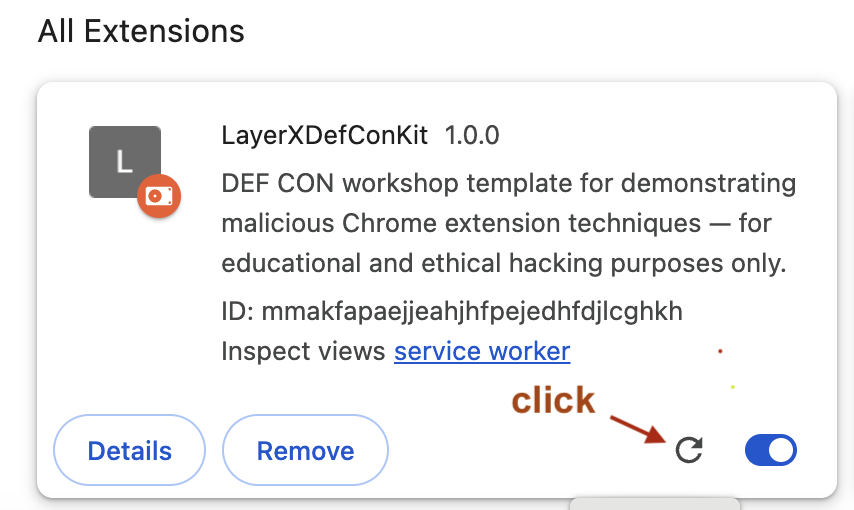 All Extensions
L
LayerXDefConKit 1.0.0
DEF CON workshop template for demonstrating
malicious Chrome extension techniques — for
educational and ethical hacking purposes only.
ID: mmakfapaejjeahjhfpejedhfdjlcghkh
Inspect views service worker
click
Details Remove